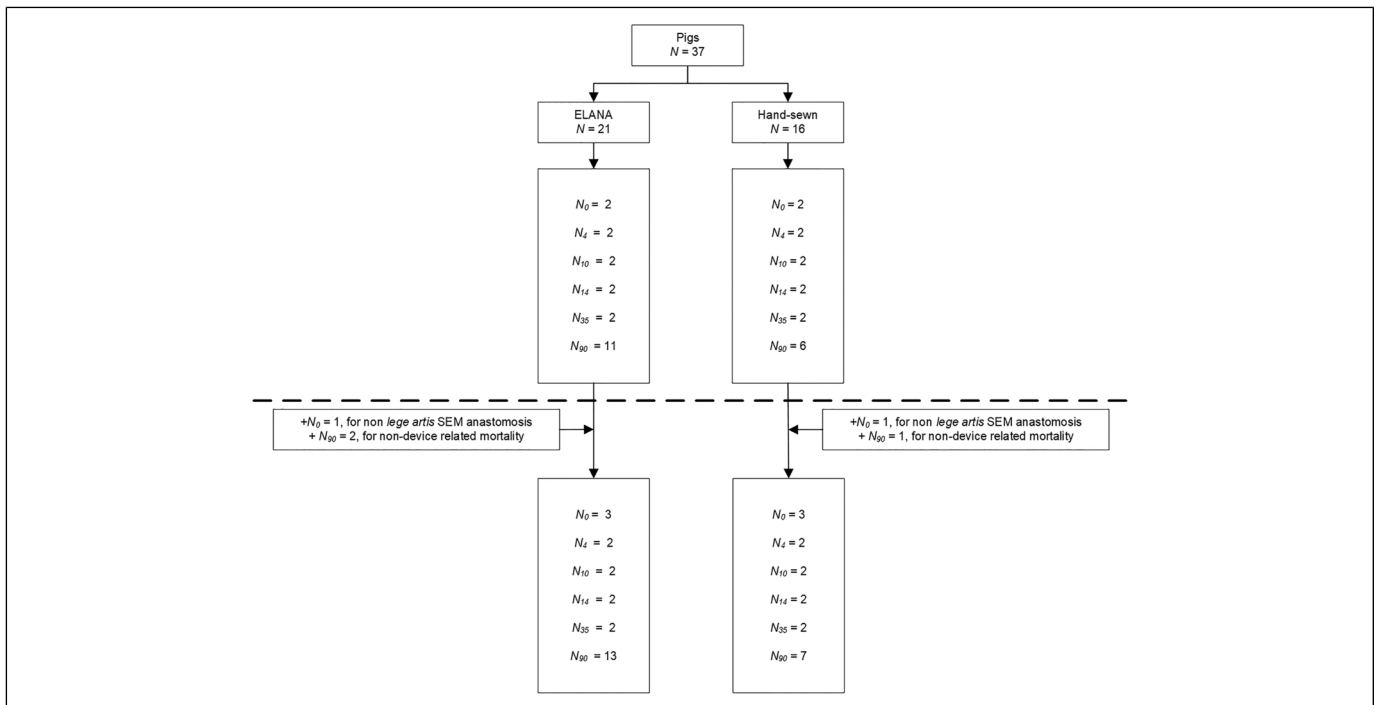 Pigs
N = 37
ELANA
N = 21
Hand-sewn
N = 16
N0 = 2
N4 = 2
N10 = 2
N14 = 2
N35 = 2
N90 = 11
N0 = 2
N4 = 2
N10 = 2
N14 = 2
N35 = 2
N90 = 6
+N0 = 1, for non lege artis SEM anastomosis
+ N90 = 2, for non-device related mortality
+N0 = 1, for non lege artis SEM anastomosis
+ N90 = 1, for non-device related mortality
N0 = 3
N4 = 2
N10 = 2
N14 = 2
N35 = 2
N90 = 13
N0 = 3
N4 = 2
N10 = 2
N14 = 2
N35 = 2
N90 = 7